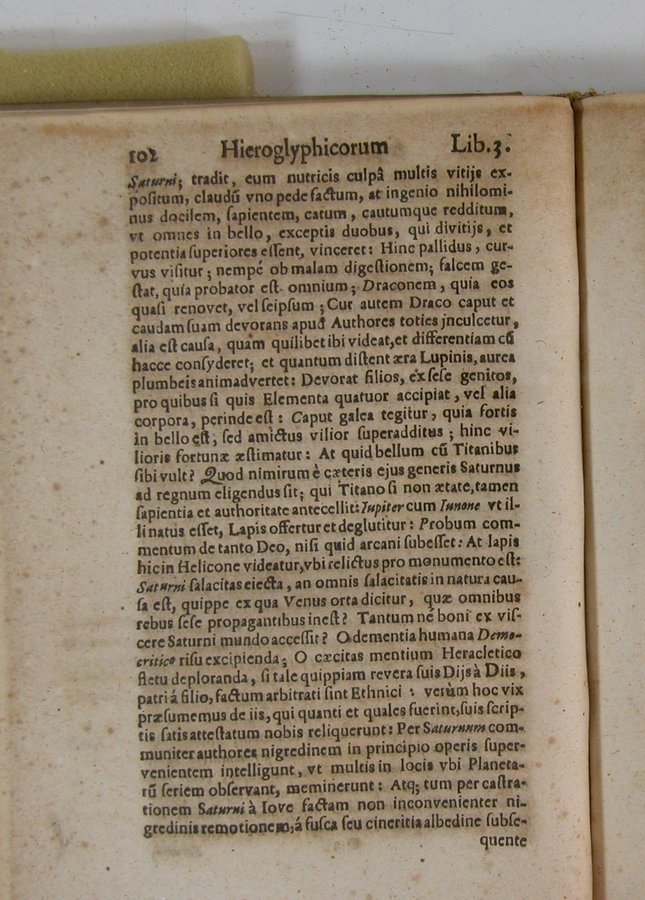 102 Hieroglyphicorum Lib.3.
Saturni; tradit, eum nutricis culpâ multis vitijs ex-
positum, claudũ vno pede factum, at ingenio nihilomi-
nus docilem, sapientem, catum, cautumque redditum,
vt omnes in bello, exceptis duobus, qui divitijs, et
potentia superiores essent, vinceret: Hinc pallidus, cur-
vus visitur; nempé ob malam digestionem; falcem ge-
stat, quia probator est omnium; Draconem, quia eos
quasi renovet, vel seipsum; Cur autem Draco caput et
caudam suam devorans apud Authores toties jnculcetur,
alia est causa, quam quilibet ibi videat, et differentiam cũ
hacce consyderet; et quantum distent æra Lupinis, aurea
plumbeis animadvertet: Devorat filios, ex sese genitos,
pro quibus si quis Elementa quatuor accipiat, vel alia
corpora, perinde est: Caput galea tegitur, quia fortis
in bello est, sed amictus vilior superadditus; hinc vi-
lioris fortunæ æstimatur: At quid bellum cũ Titanibus
sibi vult? Quod nimirum è cæteris ejus generis Saturnus
ad regnum eligendus sit; qui Titano si non ætate, tamen
sapientia et authoritate antecellit: Iupiter cum Iunone vt il-
li natus esset, Lapis offertur et deglutitur: Probum com-
mentum de tanto Deo, nisi quid arcani subesset: At lapis
hic in Helicone videatur, vbi relictus pro monumento est:
Saturni salacitas eiecta, an omnis salacitatis in natura cau-
sa est, quippe ex qua Venus orta dicitur, quæ omnibus
rebus sese propagantibus inest? Tantum né boni ex vis-
cere Saturni mundo accessit? O dementia humana Demo-
critico risu excipienda; O cæcitas mentium Heracletico
fletu deploranda, si tale quippiam revera suis Dijs à Diis,
patri á filio, factum arbitrati sint Ethnici: verùm hoc vix
præsumemus de iis, qui quanti et quales fuerint, suis scrip-
tis satis attestatum nobis reliquerunt: Per Saturnum com-
muniter authores nigredinem in principio operis super-
venientem intelligunt, vt multis in locis vbi Planeta-
rũ seriem observant, meminerunt: Atq; tum per castra-
tionem Saturni à Iove factam non inconvenienter ni-
gredinis remotionem, á fusca seu cineritia albedine subse-
quente